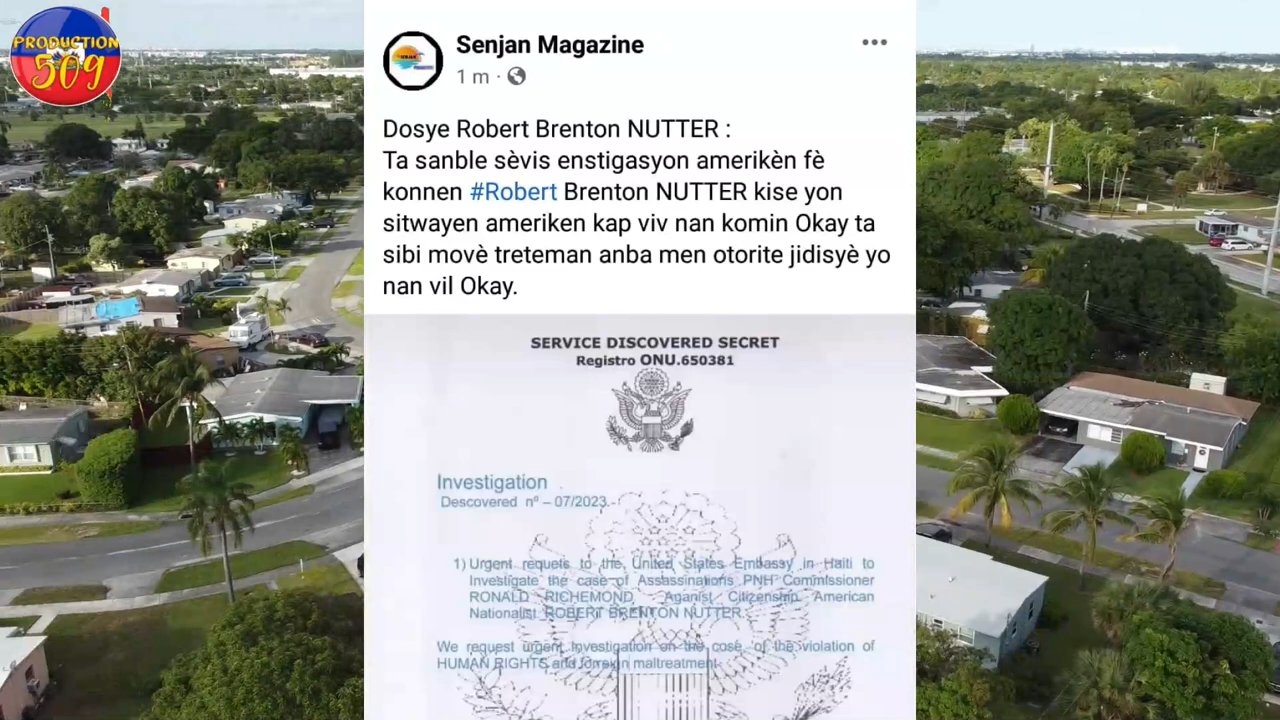 PRODUCTION
509
Senjan Magazine
1 m ·
Dosye Robert Brenton NUTTER :
Ta sanble sèvis enstigasyon amerikèn fè
konnen #Robert Brenton NUTTER kise yon
sitwayen ameriken kap viv nan komin Okay ta
sibi movè treteman anba men otorite jidisyè yo
nan vil Okay.
SERVICE DISCOVERED SECRET
Registro ONU.650381
Investigation
Descovered nº – 07/2023.
1) Urgent requels to the United States Embassy in Haiti to
Investigate the case of Assassinations PNH Commissioner
RONALD RICHEMOND, Aganist Citizenship American
Nationalist ROBERT BRENTON NUTTER.
We request urgent Investigation on the case of the violation of
HUMAN RIGHTS and foreign maltreatment